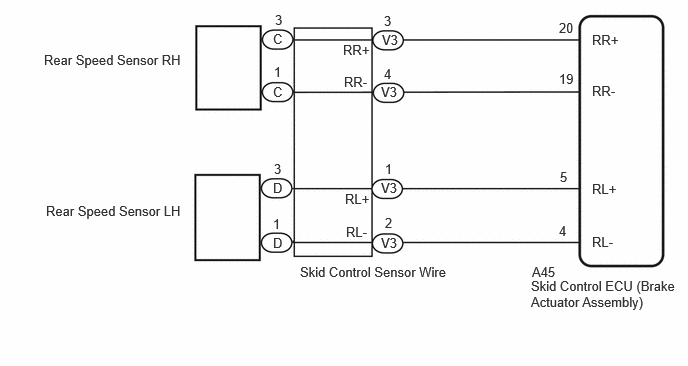 3 3 20
C V3 RR+
RR+
Rear Speed Sensor RH
1 4 19
RR-
C V3 RR-
3 1 5
D V3 RL+
RL+
Rear Speed Sensor LH
1 2 4
RL-
D V3 RL-
Skid Control Sensor Wire
A45
Skid Control ECU (Brake
Actuator Assembly)